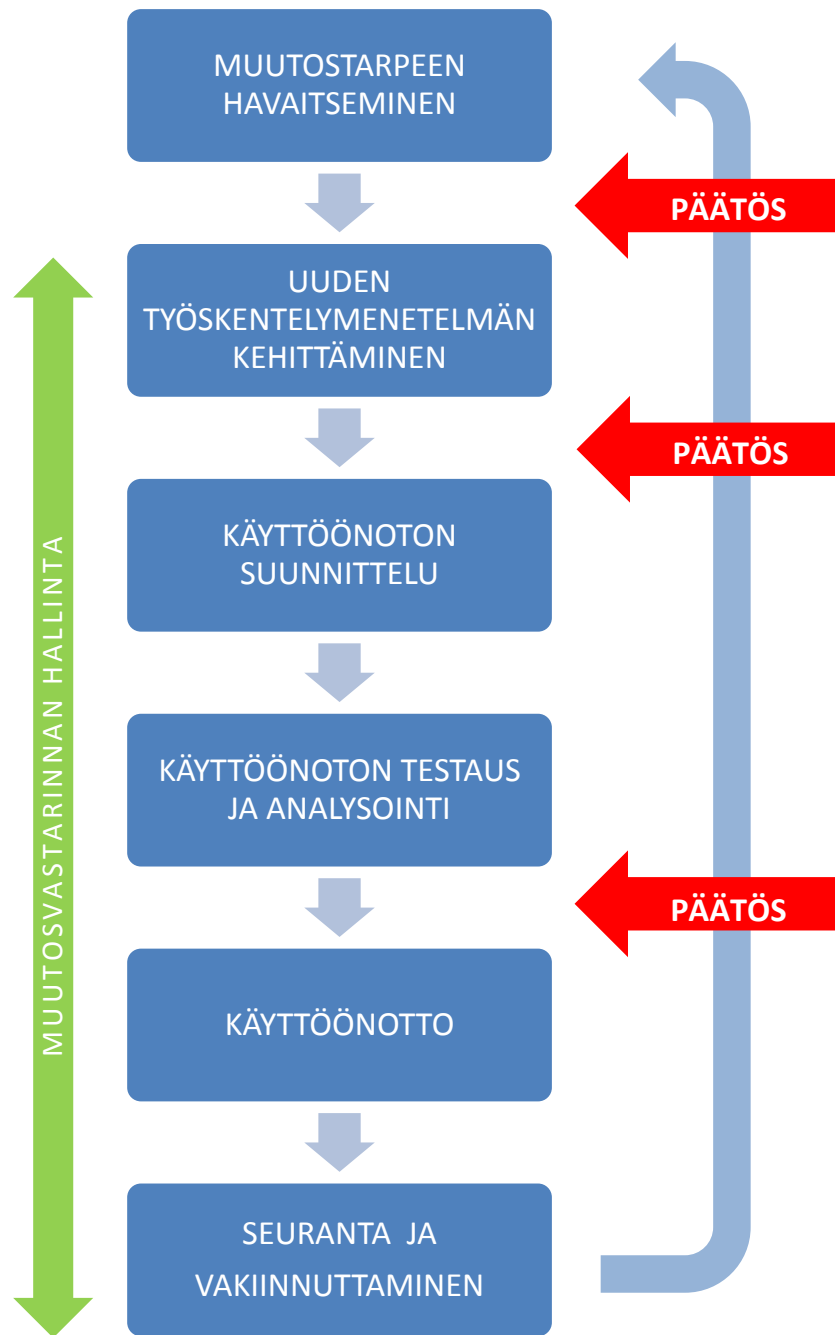 MUUTOSTARPEEN
HAVAITSEMINEN
PÄÄTÖS
UUDEN
TYÖSKENTELYMENETELMÄN
KEHITTÄMINEN
PÄÄTÖS
KÄYTTÖÖNOTON
SUUNNITTELU
MUUTOSVASTARINNAN HALLINTA
KÄYTTÖÖNOTON TESTAUS
JA ANALYSOINTI
PÄÄTÖS
KÄYTTÖÖNOTTO
SEURANTA JA
VAKIINNUTTAMINEN